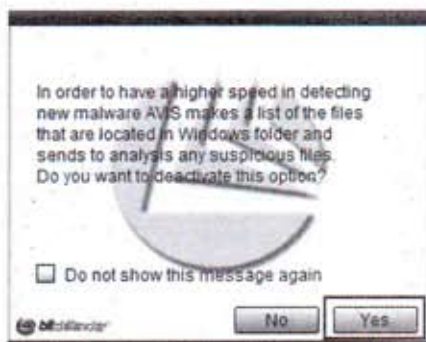 In order to have a higher speed in detecting
new malware AVIS makes a list of the files
that are located in Windows folder and
sends to analysis any suspicious files.
Do you want to deactivate this option?
Do not show this message again
bitdefender
No
Yes